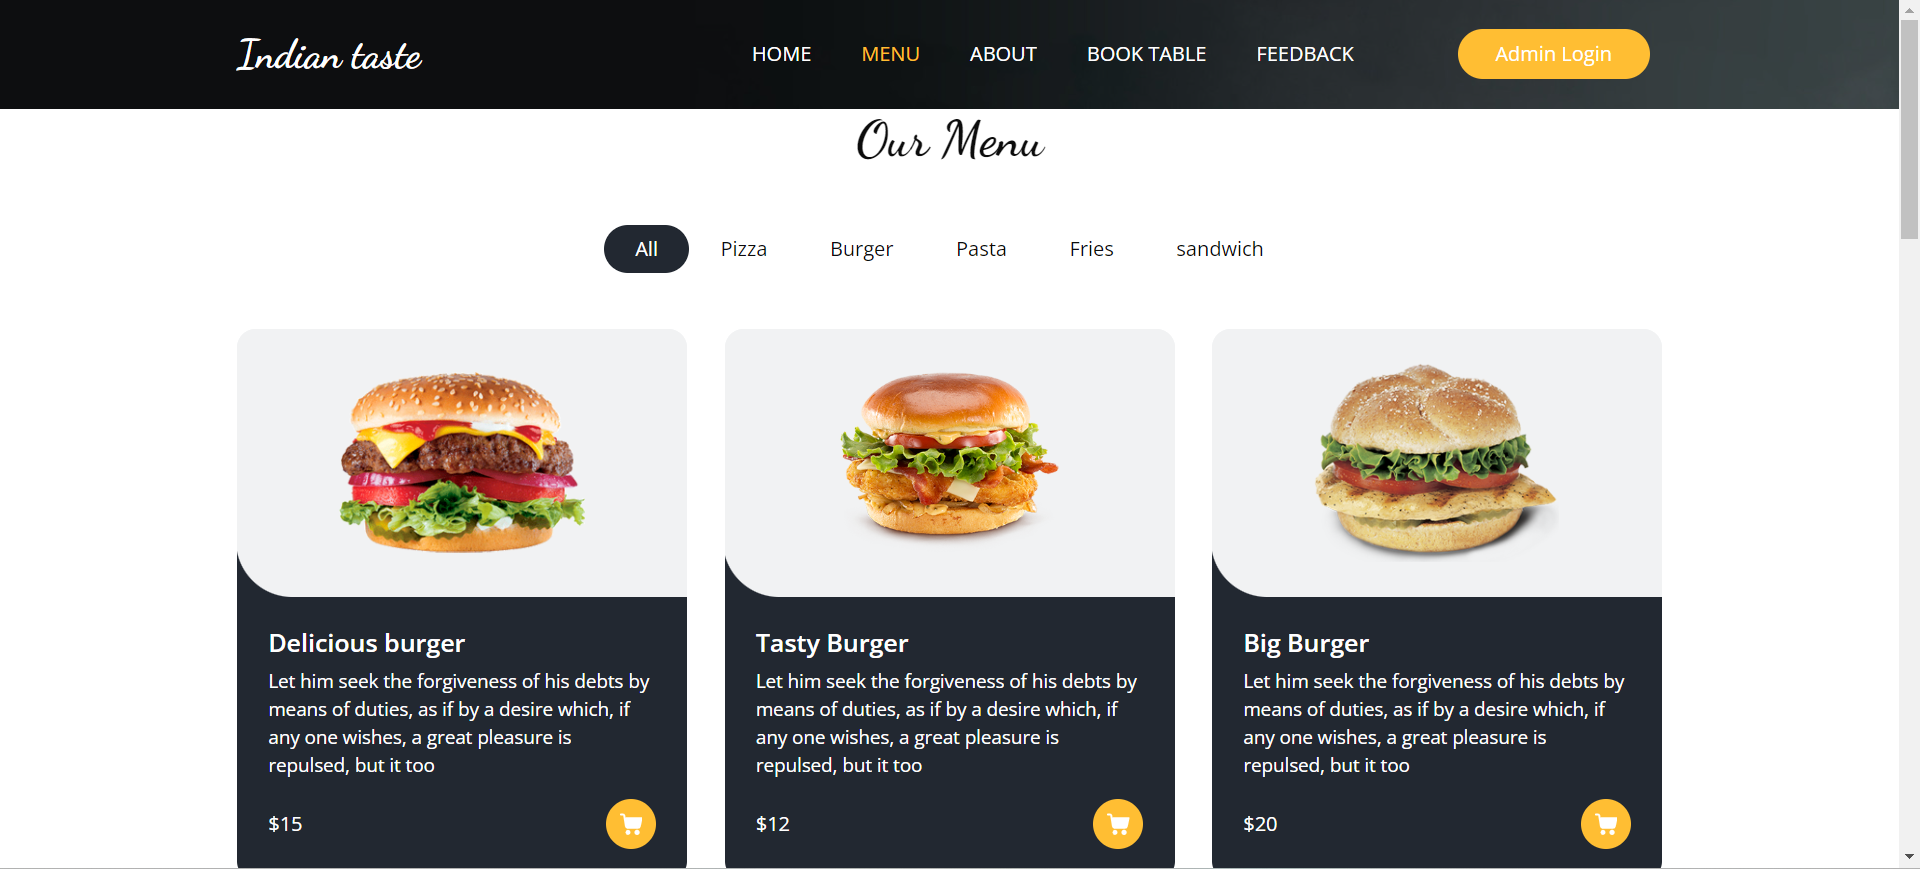 Indian taste
HOME MENU ABOUT BOOK TABLE FEEDBACK Admin Login
Our Menu
All Pizza Burger Pasta Fries sandwich
Delicious burger
Let him seek the forgiveness of his debts by
means of duties, as if by a desire which, if
any one wishes, a great pleasure is
repulsed, but it too
$15
Tasty Burger
Let him seek the forgiveness of his debts by
means of duties, as if by a desire which, if
any one wishes, a great pleasure is
repulsed, but it too
$12
Big Burger
Let him seek the forgiveness of his debts by
means of duties, as if by a desire which, if
any one wishes, a great pleasure is
repulsed, but it too
$20